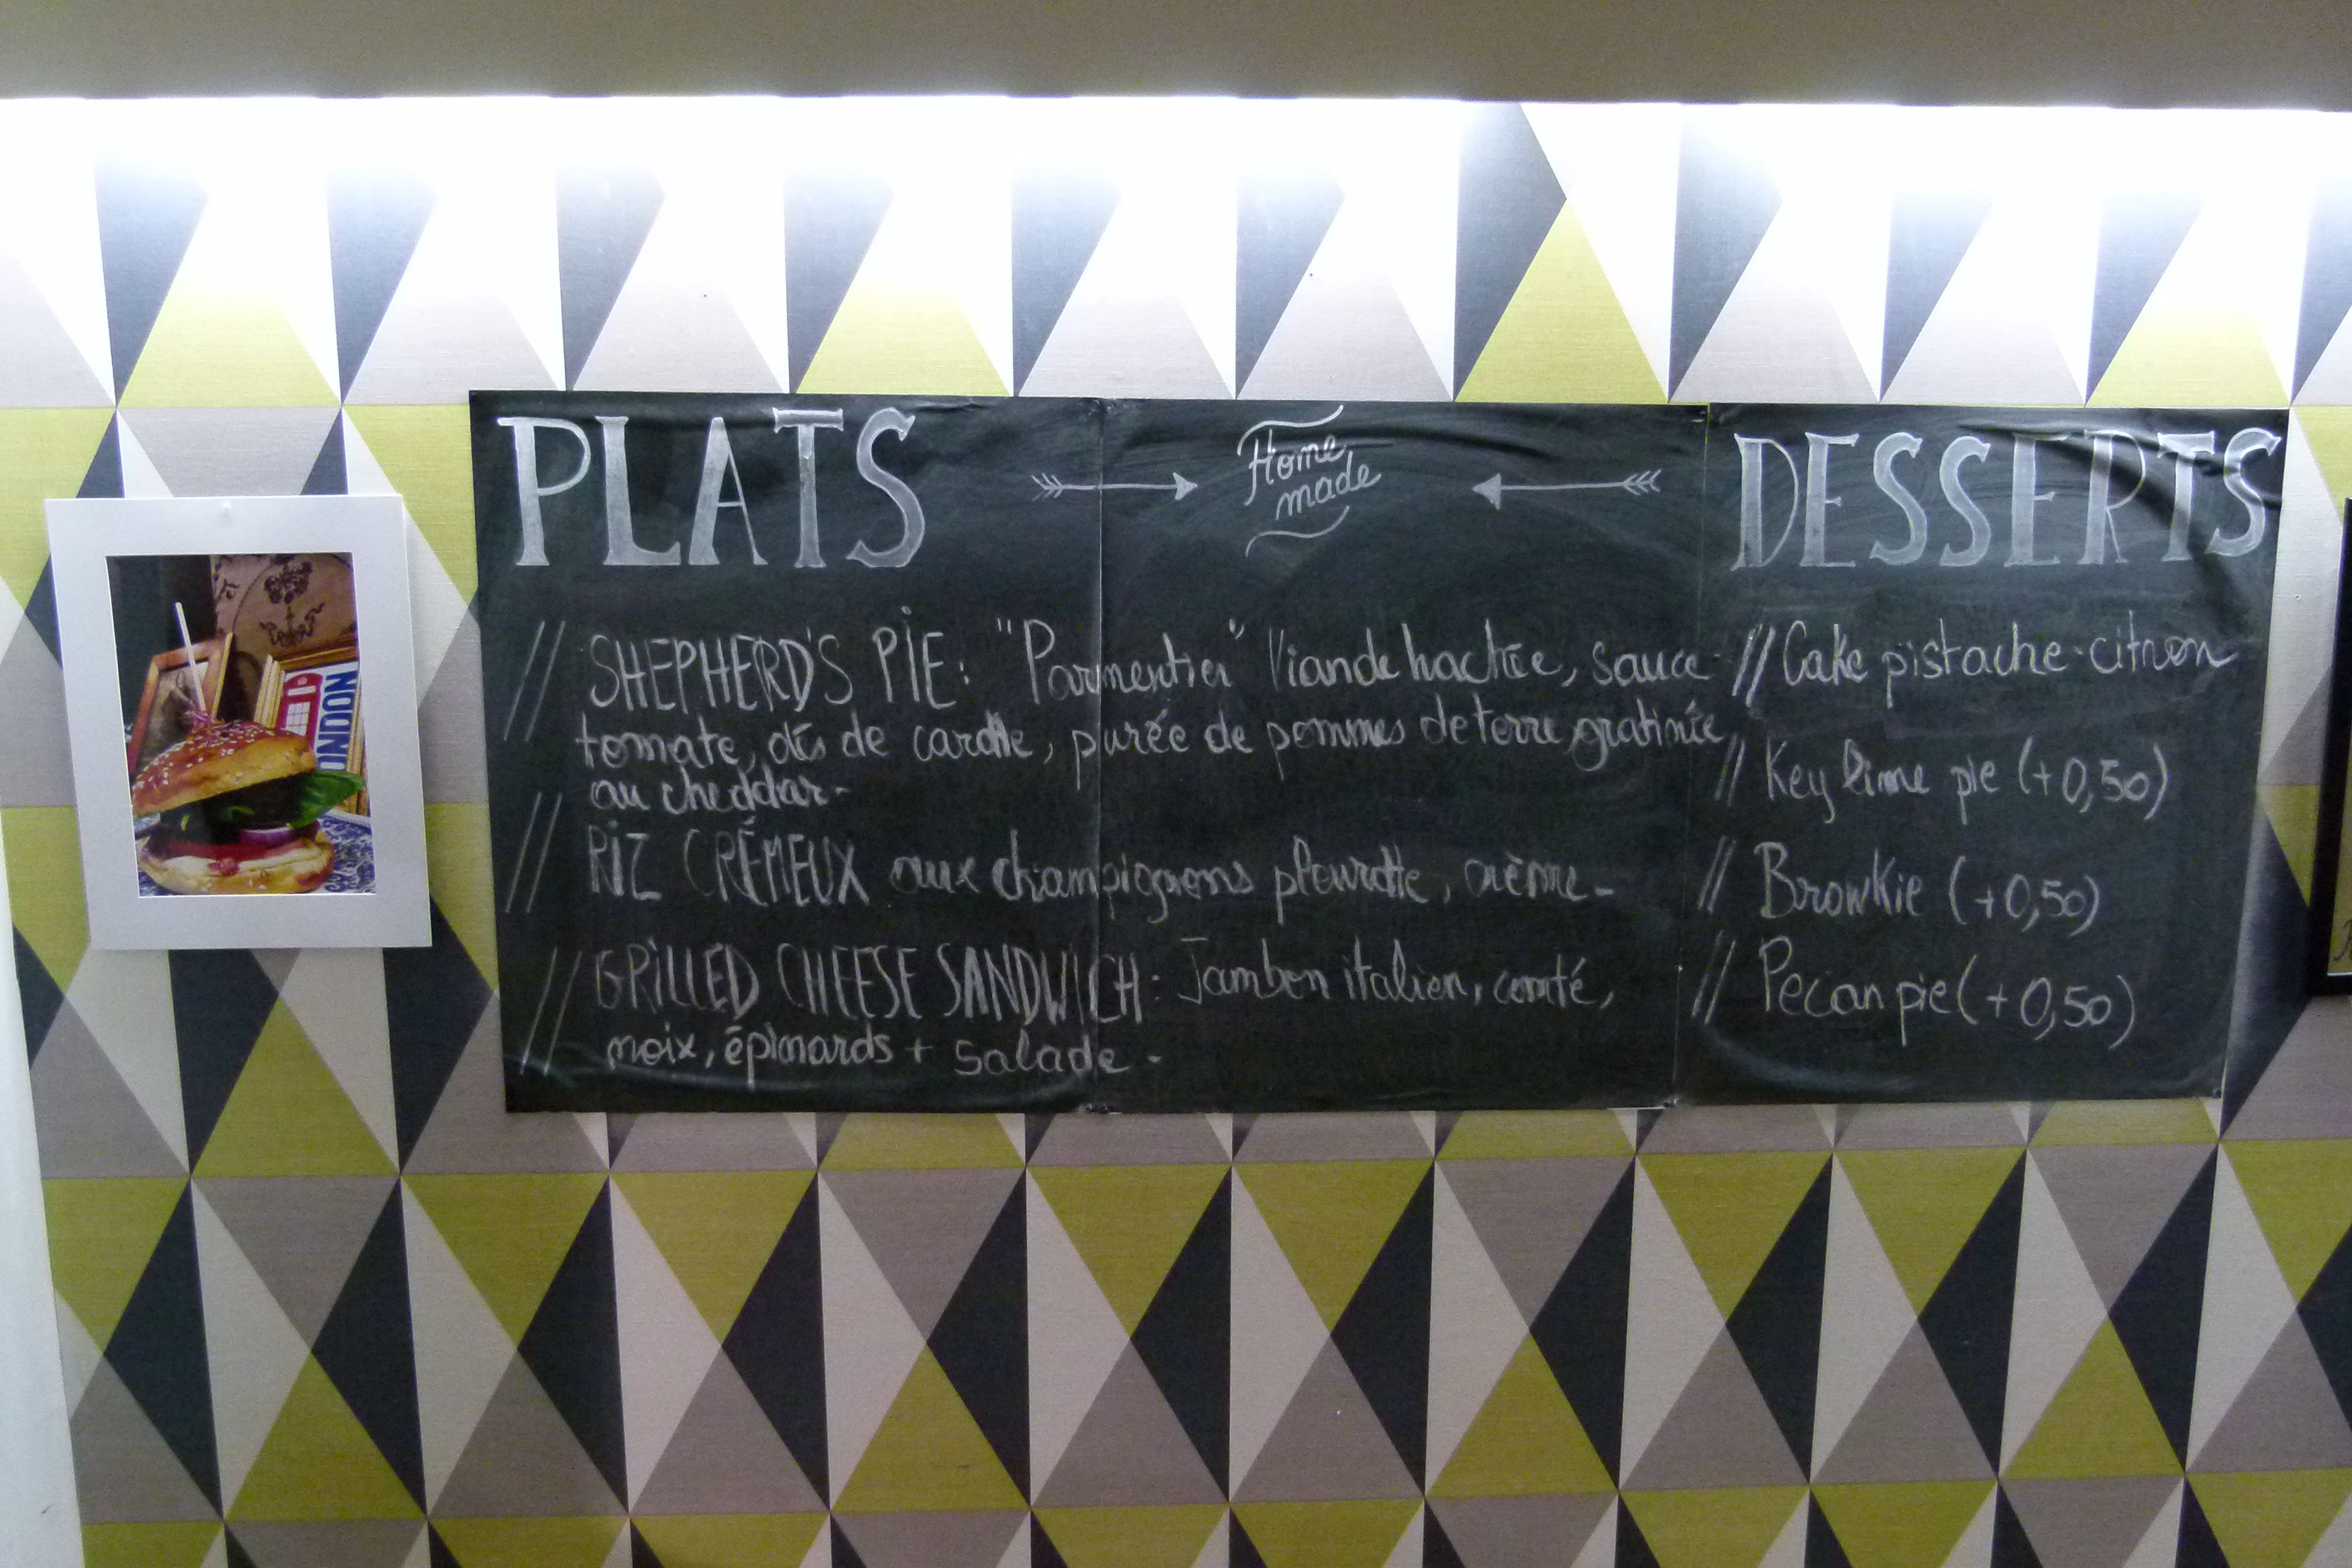 PLATS
Home
made
DESSERTS
// SHEPHERD'S PIE: "Parmentier" Viande hachée, sauce
tomate, dés de carotte, purée de pommes de terre gratinée
au cheddar.
// RIZ CRÉMEUX aux champignons pleurotte, crème.
// GRILLED CHEESE SANDWICH: Jambon italien, comté,
noix, épinards + salade.
// Cake pistache-citron
// Key lime pie (+0,50)
// Browkie (+0,50)
// Pecan pie (+0,50)
LONDON